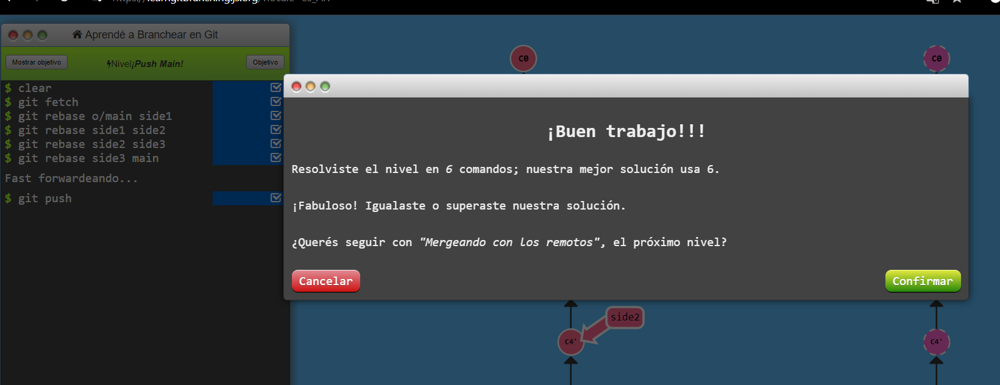 Aprendé a Branchear en Git
Mostrar objetivo
Nivel¡Push Main!
Objetivo
$ clear
$ git fetch
$ git rebase o/main side1
$ git rebase side1 side2
$ git rebase side2 side3
$ git rebase side3 main
Fast forwardeando...
$ git push
C0
C0
¡Buen trabajo!!!
Resolviste el nivel en 6 comandos; nuestra mejor solución usa 6.
¡Fabuloso! Igualaste o superaste nuestra solución.
¿Querés seguir con "Mergeando con los remotos", el próximo nivel?
Cancelar
Confirmar
side2
C4'
C4'